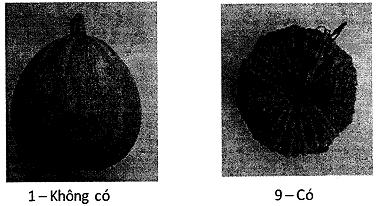 1 – Không có
9 – Có